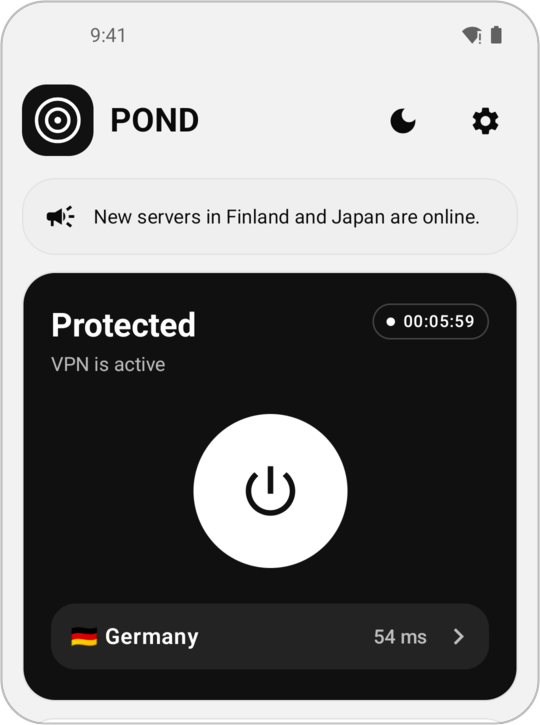 9:41
POND
New servers in Finland and Japan are online.
Protected
00:05:59
VPN is active
Germany
54 ms